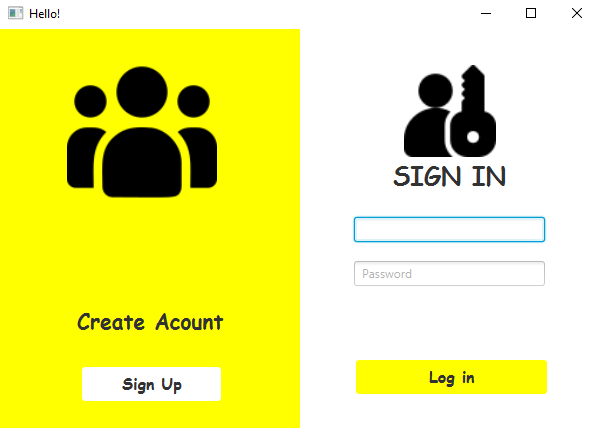 Hello!
SIGN IN
Password
Create Acount
Sign Up
Log in